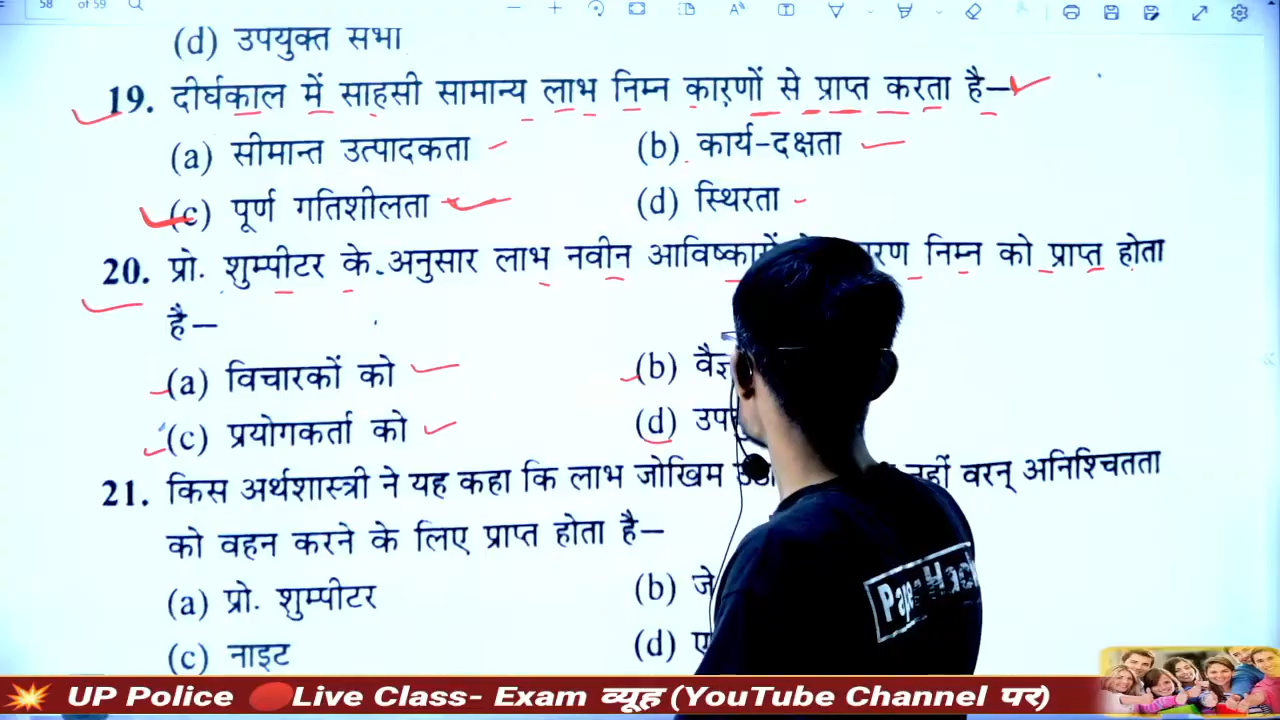 58 of 59
(d) उपयुक्त सभा
19. दीर्घकाल में साहसी सामान्य लाभ निम्न कारणों से प्राप्त करता है–
(a) सीमान्त उत्पादकता (b) कार्य-दक्षता
(c) पूर्ण गतिशीलता (d) स्थिरता
20. प्रो. शुम्पीटर के अनुसार लाभ नवीन निम्न को प्राप्त होता
है–
(a) विचारकों को (b)
(c) प्रयोगकर्ता को (d)
21. किस अर्थशास्त्री ने यह कहा कि लाभ जोखिम नहीं वरन् अनिश्चितता
को वहन करने के लिए प्राप्त होता है–
(a) प्रो. शुम्पीटर (b)
(c) नाइट (d)
UP Police Live Class- Exam व्यूह (YouTube Channel पर)